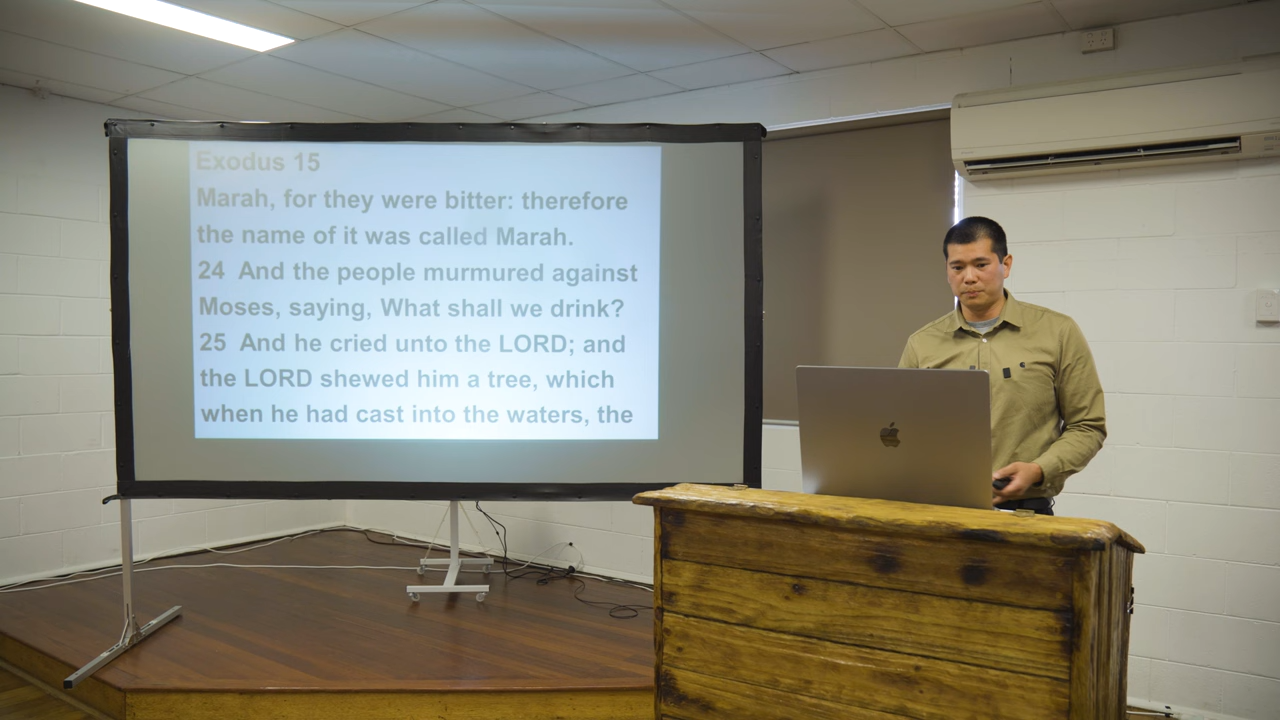 Exodus 15
Marah, for they were bitter: therefore
the name of it was called Marah.
24 And the people murmured against
Moses, saying, What shall we drink?
25 And he cried unto the LORD; and
the LORD shewed him a tree, which
when he had cast into the waters, the